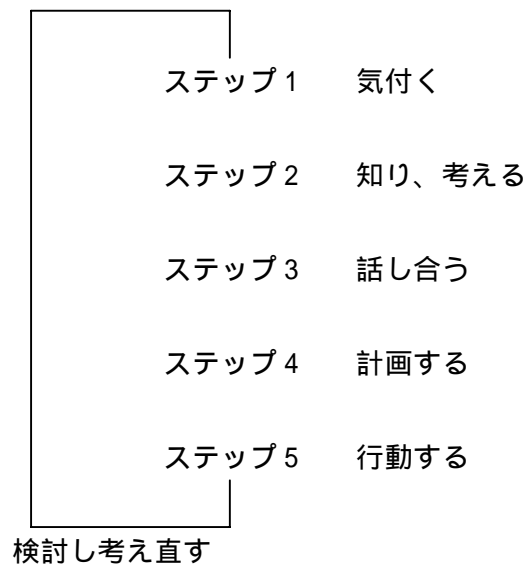 ステップ1 気付く
ステップ2 知り、考える
ステップ3 話し合う
ステップ4 計画する
ステップ5 行動する
検討し考え直す